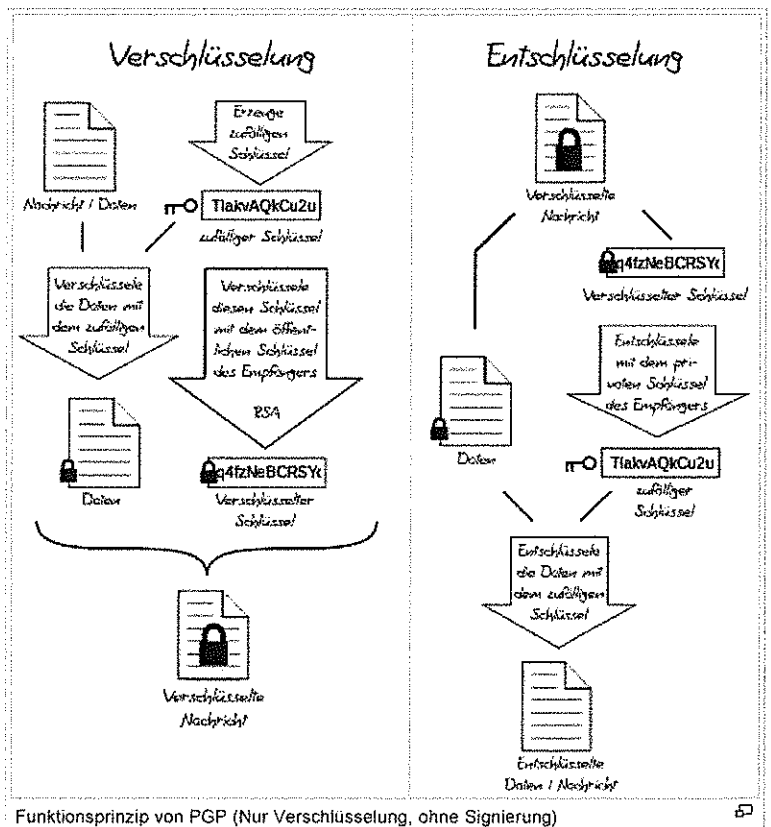 Verschlüsselung
Nachricht / Daten
Erzeuge
zufälligen
Schlüssel
TlakvAQkCu2u
zufälliger Schlüssel
Verschlüssele
die Daten mit
dem zufälligen
Schlüssel
Verschlüssele
diesen Schlüssel
mit dem öffent-
lichen Schlüssel
des Empfängers
RSA
Daten
q4fzNeBCRSY
Verschlüsselter
Schlüssel
Verschlüsselte
Nachricht
Entschlüsselung
Verschlüsselte
Nachricht
q4fzNeBCRSY
Verschlüsselter Schlüssel
Entschlüssele
mit dem pri-
vaten Schlüssel
des Empfängers
Daten
TlakvAQkCu2u
zufälliger
Schlüssel
Entschlüssele
die Daten mit
dem zufälligen
Schlüssel
Entschlüsselte
Daten / Nachricht
Funktionsprinzip von PGP (Nur Verschlüsselung, ohne Signierung)